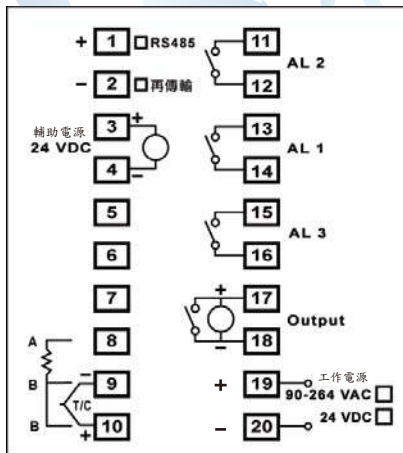 + 1 □ RS485
- 2 □ 再傳輸
輔助電源
24 VDC
3 +
4 -
5
6
7
A 8
B 9 -
T/C
B 10 +
11
AL 2
12
13
AL 1
14
15
AL 3
16
+ 17
Output
- 18
+ 19 工作電源
90-264 VAC □
24 VDC □
- 20